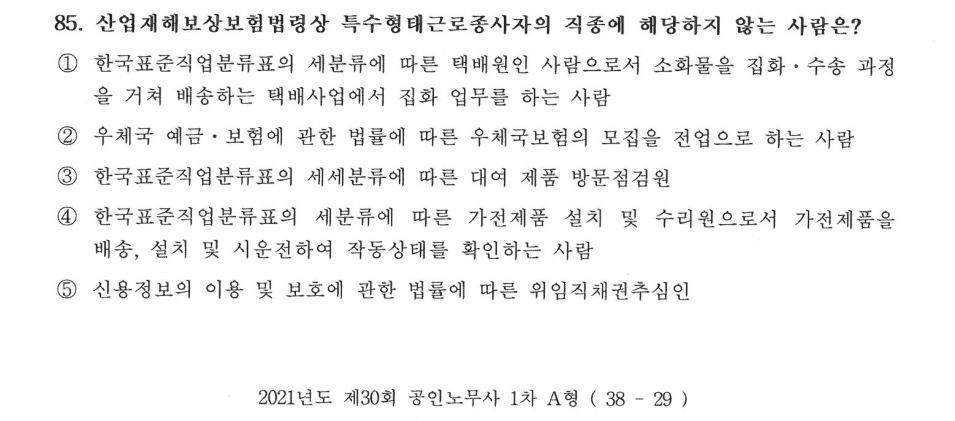 85. 산업재해보상보험법령상 특수형태근로종사자의 직종에 해당하지 않는 사람은?
① 한국표준직업분류표의 세분류에 따른 택배원인 사람으로서 소화물을 집화·수송 과정
을 거쳐 배송하는 택배사업에서 집화 업무를 하는 사람
② 우체국 예금·보험에 관한 법률에 따른 우체국보험의 모집을 전업으로 하는 사람
③ 한국표준직업분류표의 세세분류에 따른 대여 제품 방문점검원
④ 한국표준직업분류표의 세분류에 따른 가전제품 설치 및 수리원으로서 가전제품을
배송, 설치 및 시운전하여 작동상태를 확인하는 사람
⑤ 신용정보의 이용 및 보호에 관한 법률에 따른 위임직채권추심인
2021년도 제30회 공인노무사 1차 A형 ( 38 - 29 )